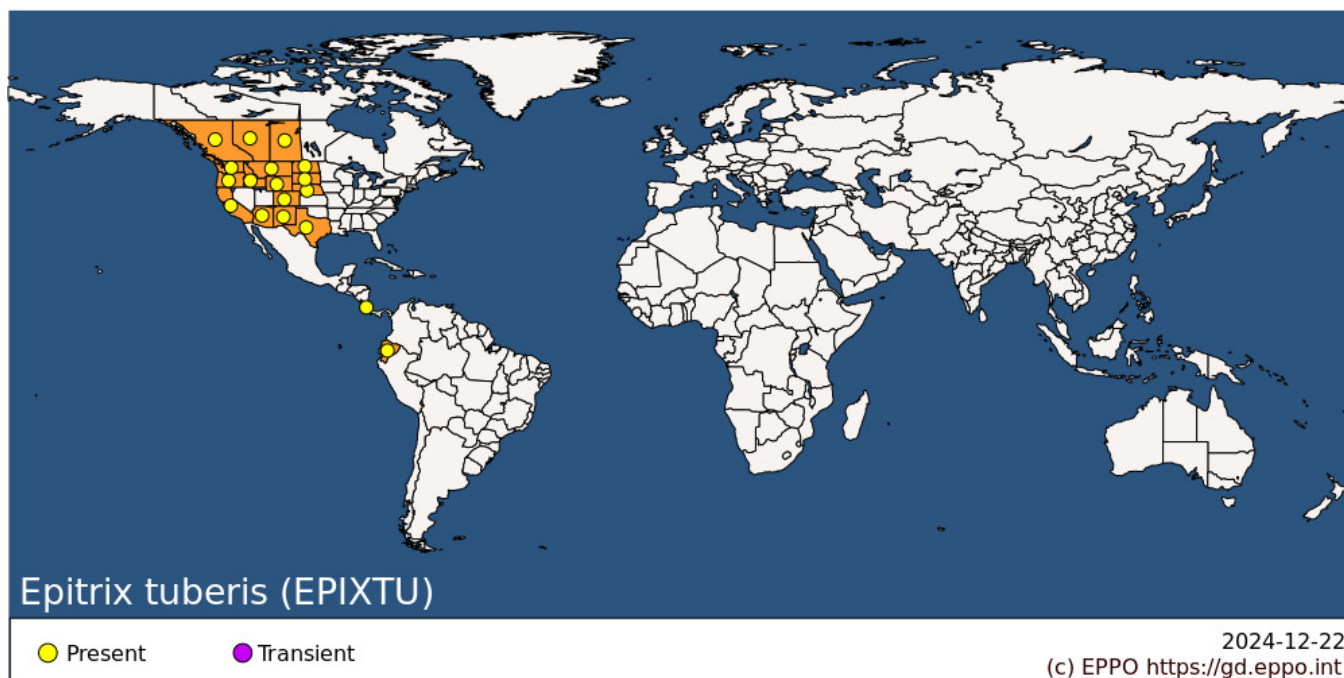 Epitrix tuberis (EPIXTU)
Present
Transient
2024-12-22
(c) EPPO https://gd.eppo.int